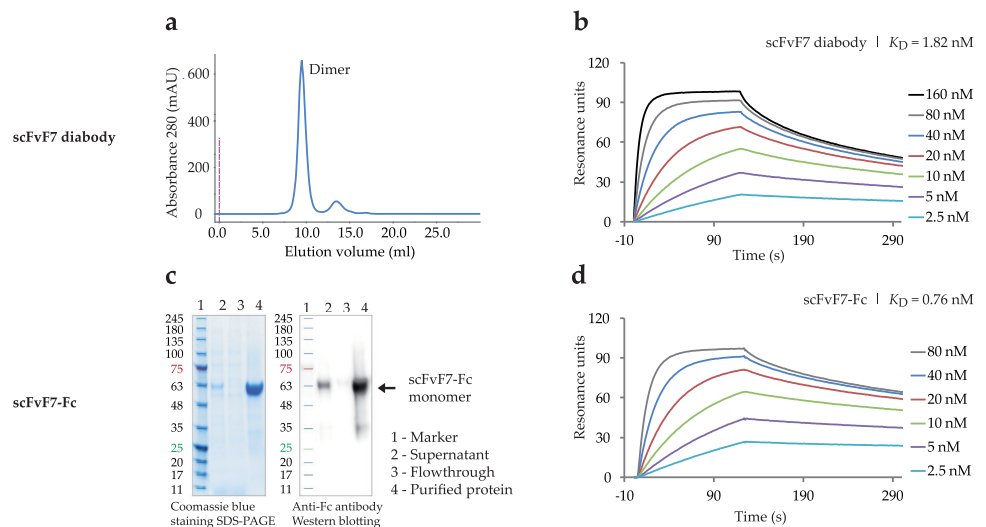 a
scFvF7 diabody
Absorbance 280 (mAU)
600
400
200
0
Dimer
0.0 5.0 10.0 15.0 20.0 25.0
Elution volume (ml)
b
scFvF7 diabody | KD = 1.82 nM
Resonance units
120
90
60
30
0
-10 90 190 290
Time (s)
160 nM
80 nM
40 nM
20 nM
10 nM
5 nM
2.5 nM
c
scFvF7-Fc
1 2 3 4
245
180
135
100
75
63
48
35
25
20
17
11
Coomassie blue
staining SDS-PAGE
1 2 3 4
245
180
135
100
75
63
48
35
25
20
17
11
Anti-Fc antibody
Western blotting
scFvF7-Fc
monomer
1 - Marker
2 - Supernatant
3 - Flowthrough
4 - Purified protein
d
scFvF7-Fc | KD = 0.76 nM
Resonance units
120
90
60
30
0
-10 90 190 290
Time (s)
80 nM
40 nM
20 nM
10 nM
5 nM
2.5 nM